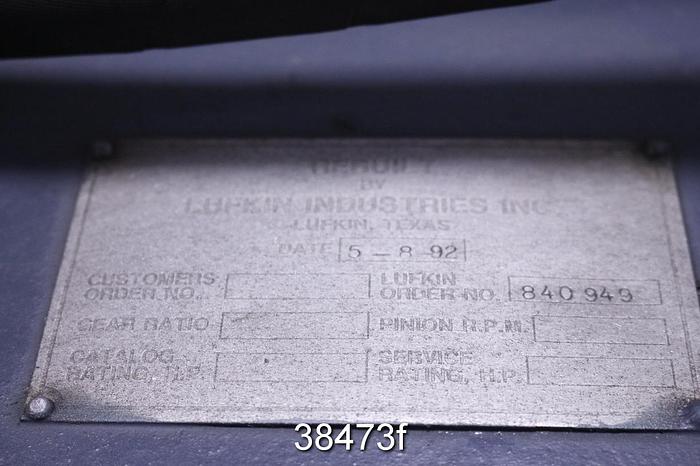 REBUILT
BY
LUFKIN INDUSTRIES INC.
LUFKIN, TEXAS
DATE 5-8-92
CUSTOMERS ORDER NO. LUFKIN ORDER NO. 840949
GEAR RATIO PINION R.P.M.
CATALOG RATING, H.P. SERVICE RATING, H.P.
38473f